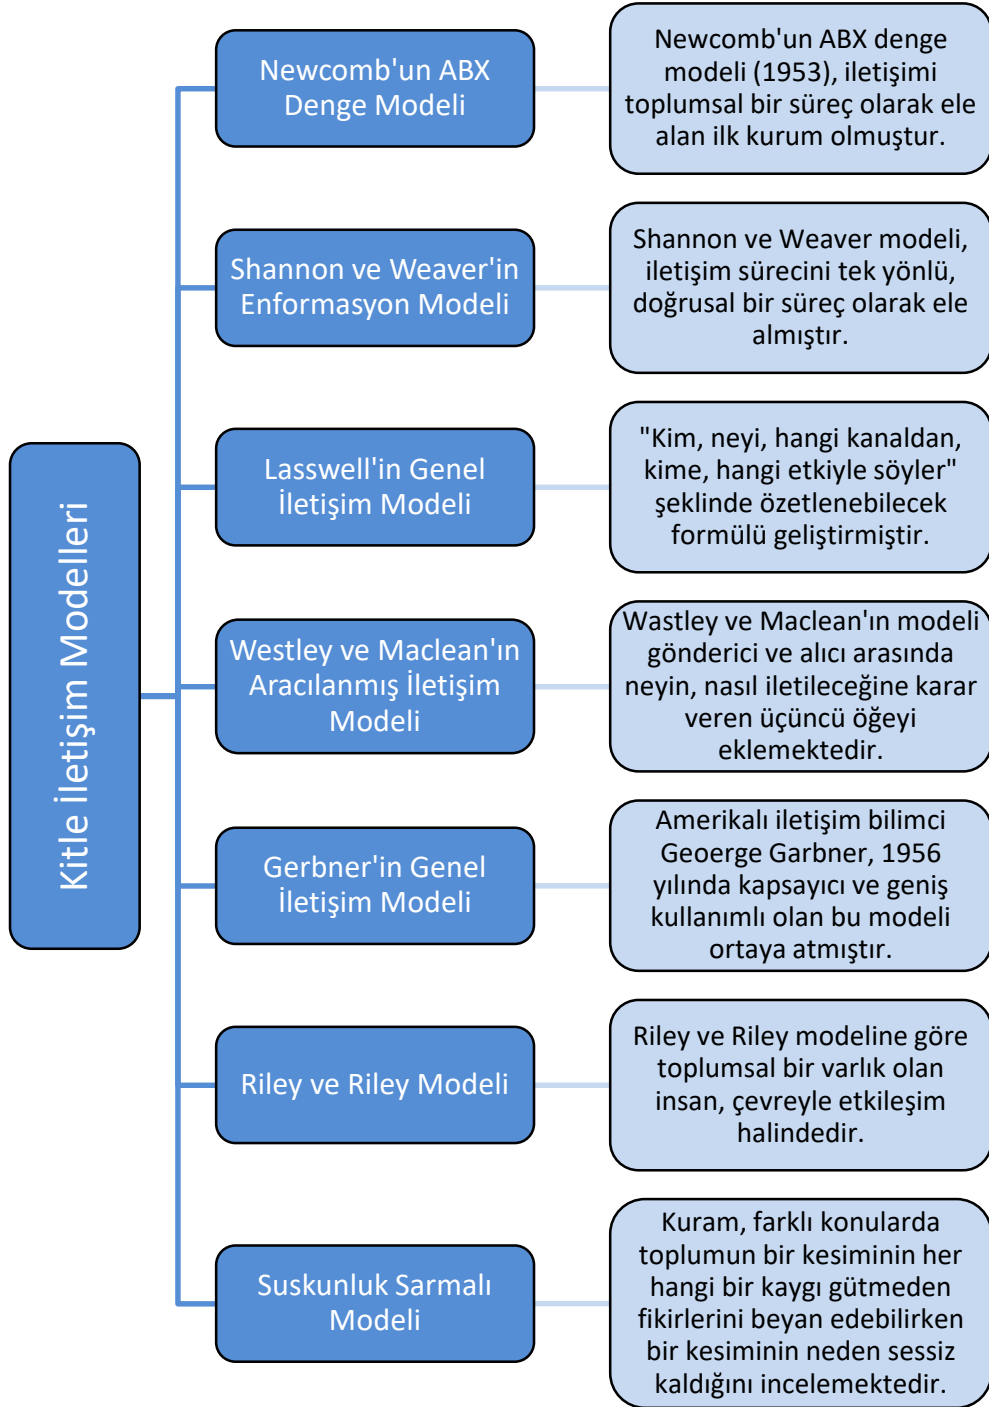 Kitle İletişim Modelleri
Newcomb'un ABX
Denge Modeli
Newcomb'un ABX denge
modeli (1953), iletişimi
toplumsal bir süreç olarak ele
alan ilk kurum olmuştur.
Shannon ve Weaver'in
Enformasyon Modeli
Shannon ve Weaver modeli,
iletişim sürecini tek yönlü,
doğrusal bir süreç olarak ele
almıştır.
Lasswell'in Genel
İletişim Modeli
"Kim, neyi, hangi kanaldan,
kime, hangi etkiyle söyler"
şeklinde özetlenebilecek
formülü geliştirmiştir.
Westley ve Maclean'ın
Aracılanmış İletişim
Modeli
Wastley ve Maclean'ın modeli
gönderici ve alıcı arasında
neyin, nasıl iletileceğine karar
veren üçüncü öğeyi
eklemektedir.
Gerbner'in Genel
İletişim Modeli
Amerikalı iletişim bilimci
Geoerge Garbner, 1956
yılında kapsayıcı ve geniş
kullanımlı olan bu modeli
ortaya atmıştır.
Riley ve Riley Modeli
Riley ve Riley modeline göre
toplumsal bir varlık olan
insan, çevreyle etkileşim
halindedir.
Suskunluk Sarmalı
Modeli
Kuram, farklı konularda
toplumun bir kesiminin her
hangi bir kaygı gütmeden
fikirlerini beyan edebilirken
bir kesiminin neden sessiz
kaldığını incelemektedir.